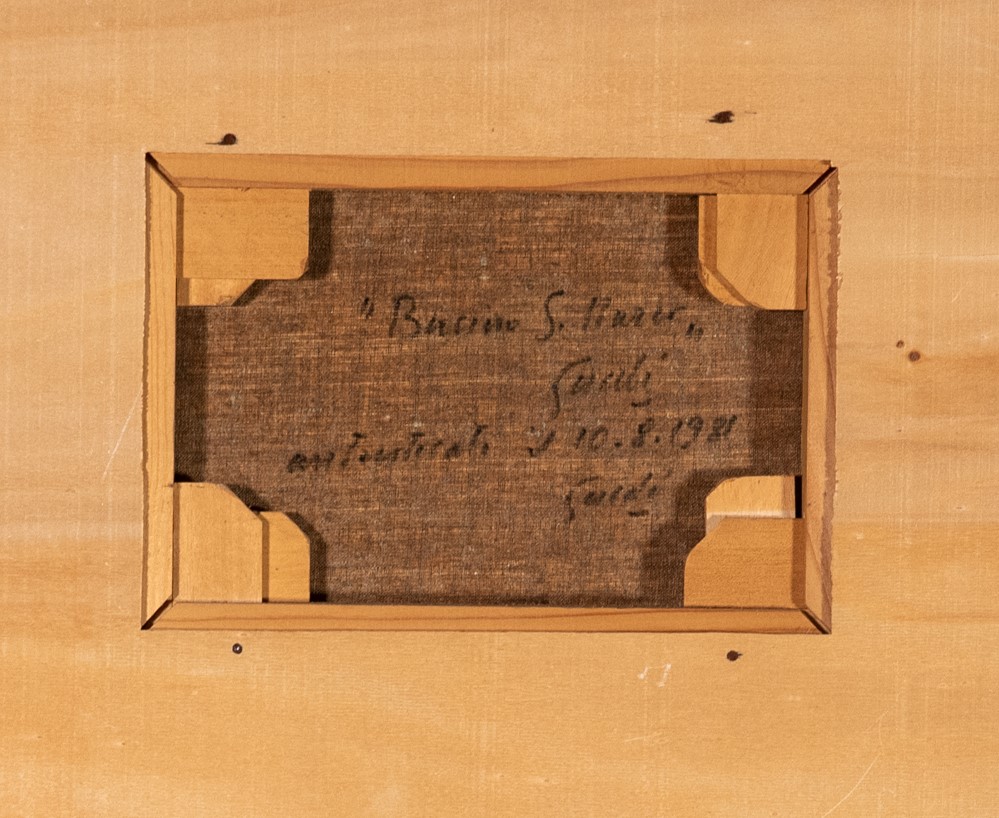 "Bacino S. Marco"
Guidi
autenticato il 10.8.1981
Guidi